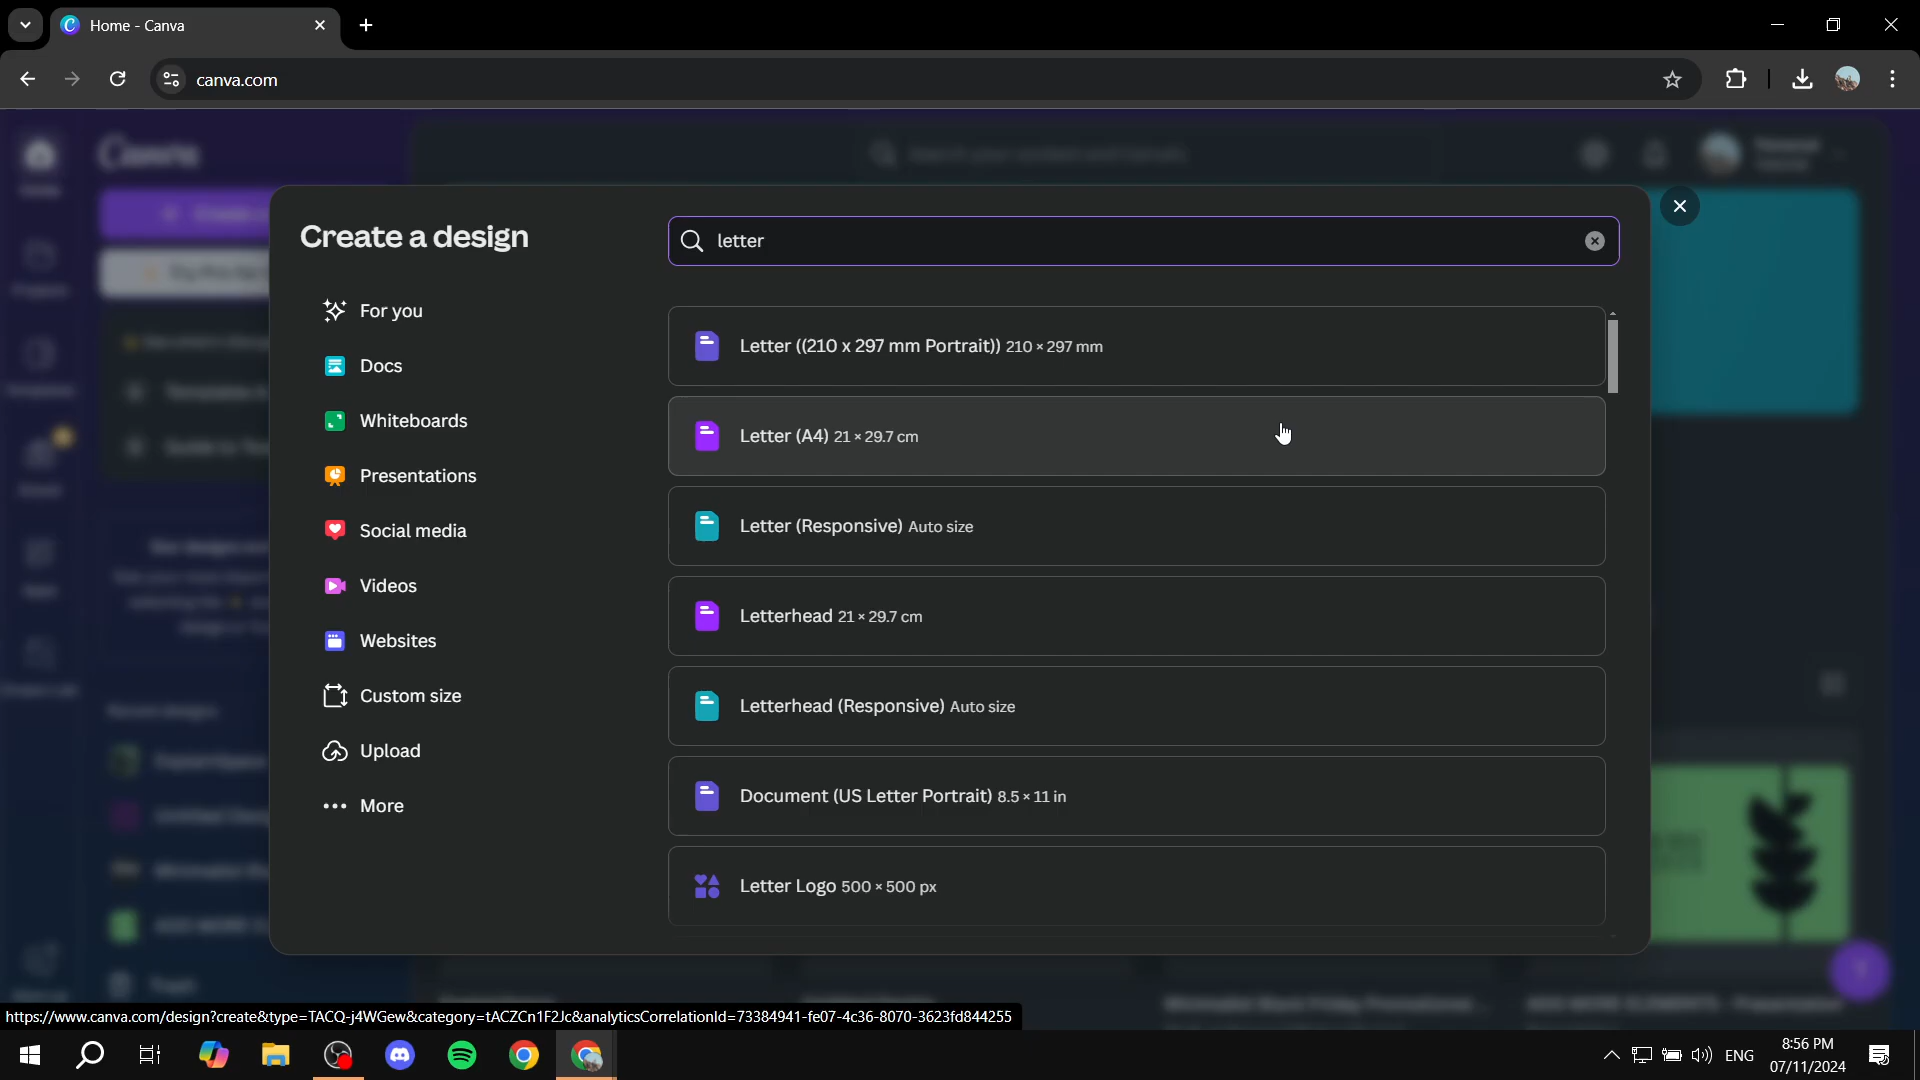 Home - Canva
canva.com
Canva
Create a design
letter
For you
Docs
Whiteboards
Presentations
Social media
Videos
Websites
Custom size
Upload
More
Letter ((210 x 297 mm Portrait)) 210 × 297 mm
Letter (A4) 21 × 29.7 cm
Letter (Responsive) Auto size
Letterhead 21 × 29.7 cm
Letterhead (Responsive) Auto size
Document (US Letter Portrait) 8.5 × 11 in
Letter Logo 500 × 500 px
https://www.canva.com/design?create&type=TACQ-j4WGew&category=tACZCn1F2Jc&analyticsCorrelationId=73384941-fe07-4c36-8070-3623fd844255
ENG
8:56 PM
07/11/2024